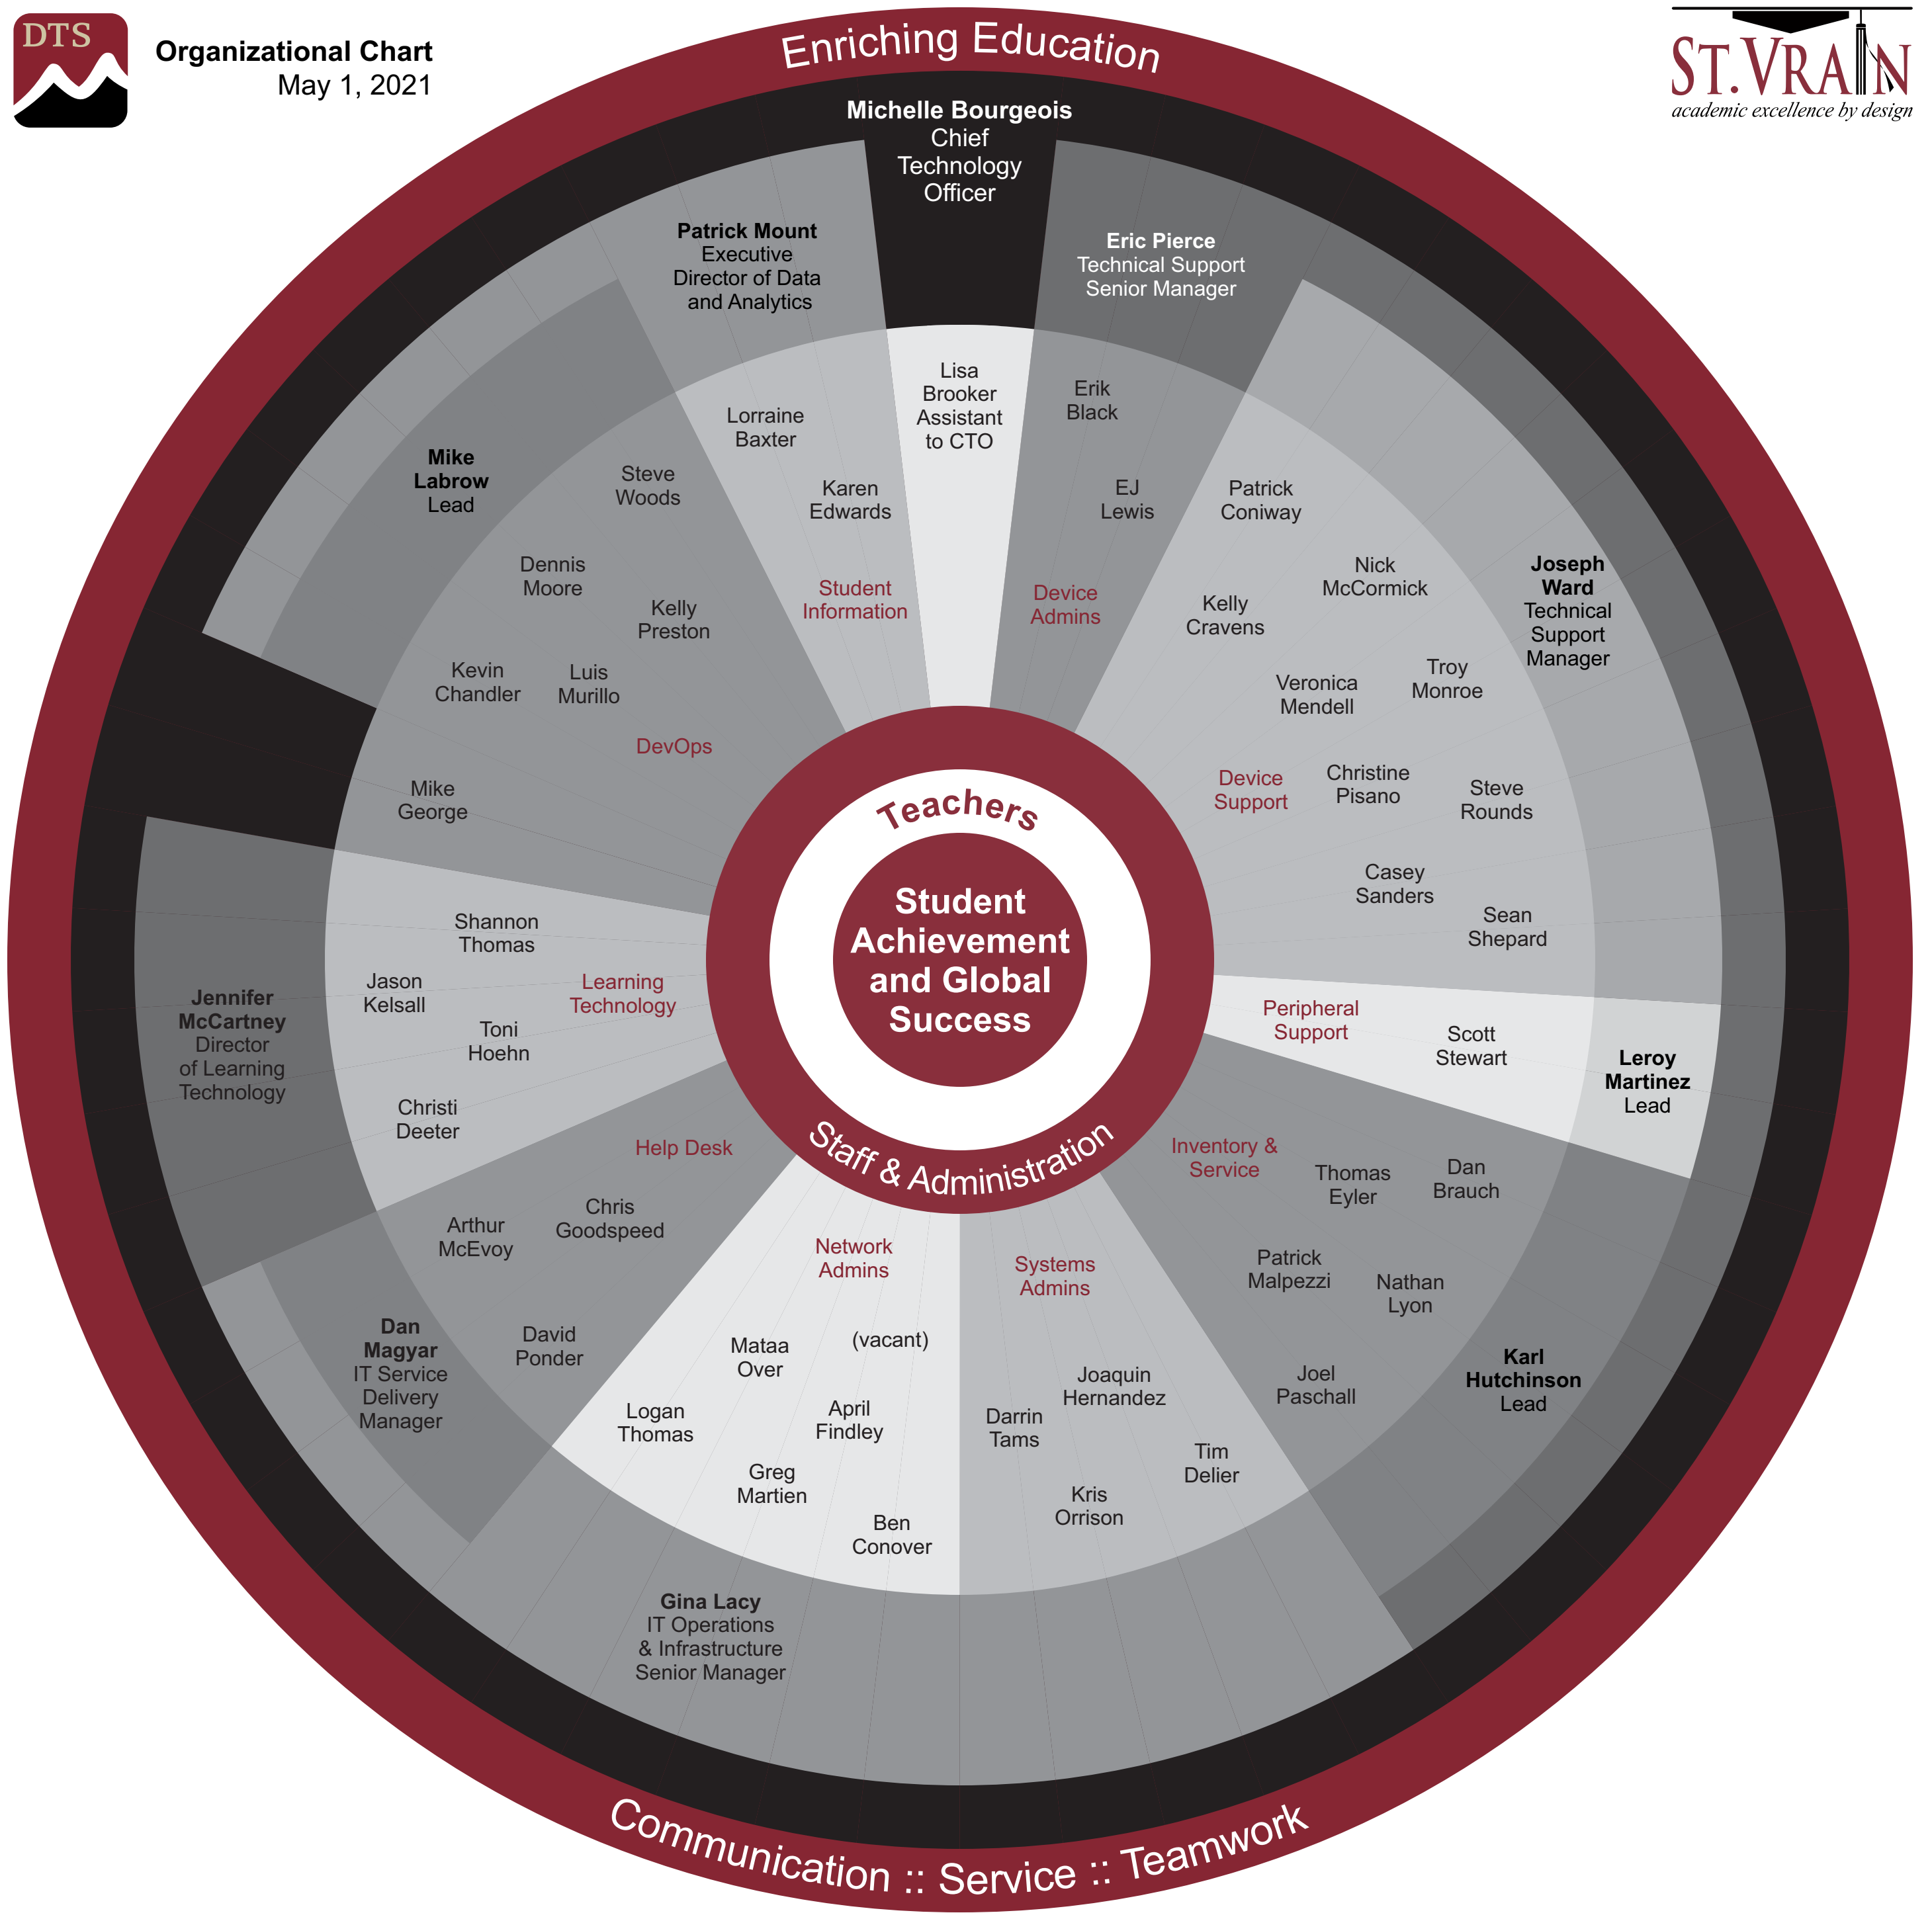 DTS
Organizational Chart
May 1, 2021
ST.VRAIN
academic excellence by design
Enriching Education
Michelle Bourgeois
Chief
Technology
Officer
Patrick Mount
Executive
Director of Data
and Analytics
Eric Pierce
Technical Support
Senior Manager
Lisa
Brooker
Assistant
to CTO
Lorraine
Baxter
Karen
Edwards
Student
Information
Erik
Black
EJ
Lewis
Device
Admins
Mike
Labrow
Lead
Steve
Woods
Dennis
Moore
Kelly
Preston
Kevin
Chandler
Luis
Murillo
DevOps
Mike
George
Patrick
Coniway
Nick
McCormick
Kelly
Cravens
Veronica
Mendell
Troy
Monroe
Joseph
Ward
Technical
Support
Manager
Device
Support
Christine
Pisano
Steve
Rounds
Casey
Sanders
Sean
Shepard
Teachers
Student
Achievement
and Global
Success
Staff & Administration
Shannon
Thomas
Jason
Kelsall
Learning
Technology
Toni
Hoehn
Christi
Deeter
Jennifer
McCartney
Director
of Learning
Technology
Peripheral
Support
Scott
Stewart
Leroy
Martinez
Lead
Help Desk
Chris
Goodspeed
Arthur
McEvoy
David
Ponder
Dan
Magyar
IT Service
Delivery
Manager
Inventory &
Service
Thomas
Eyler
Dan
Brauch
Patrick
Malpezzi
Nathan
Lyon
Joel
Paschall
Karl
Hutchinson
Lead
Network
Admins
Mataa
Over
(vacant)
Logan
Thomas
April
Findley
Greg
Martien
Ben
Conover
Systems
Admins
Joaquin
Hernandez
Darrin
Tams
Tim
Delier
Kris
Orrison
Gina Lacy
IT Operations
& Infrastructure
Senior Manager
Communication :: Service :: Teamwork